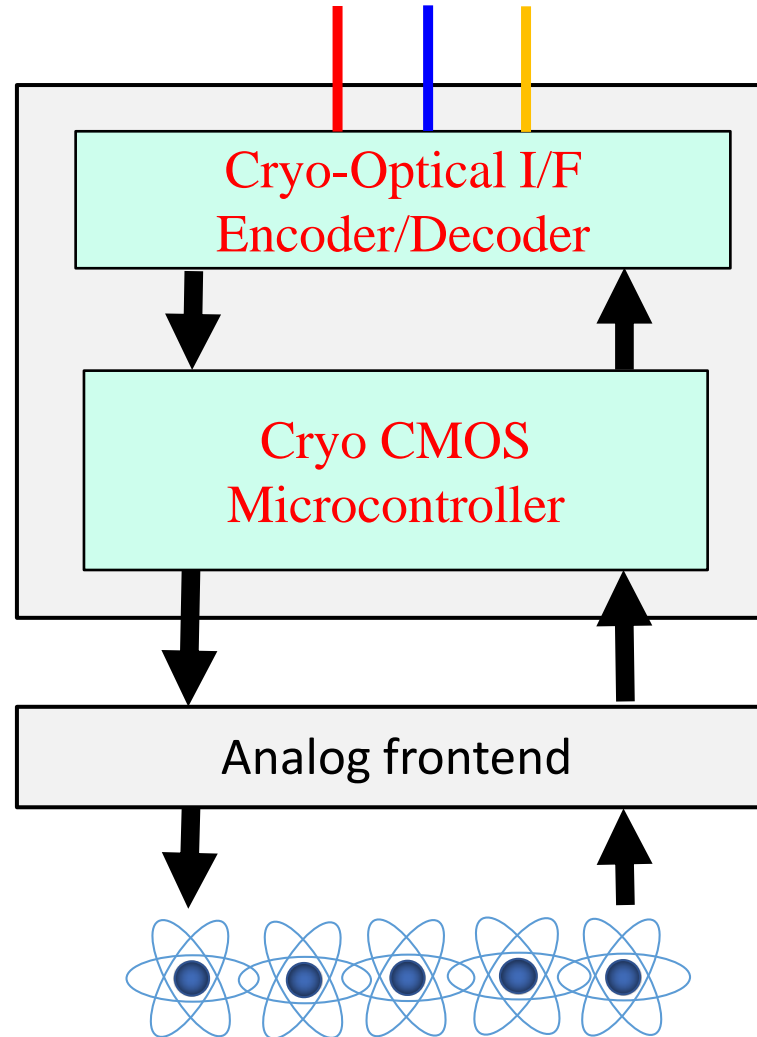 Cryo-Optical I/F
Encoder/Decoder
Cryo CMOS
Microcontroller
Analog frontend